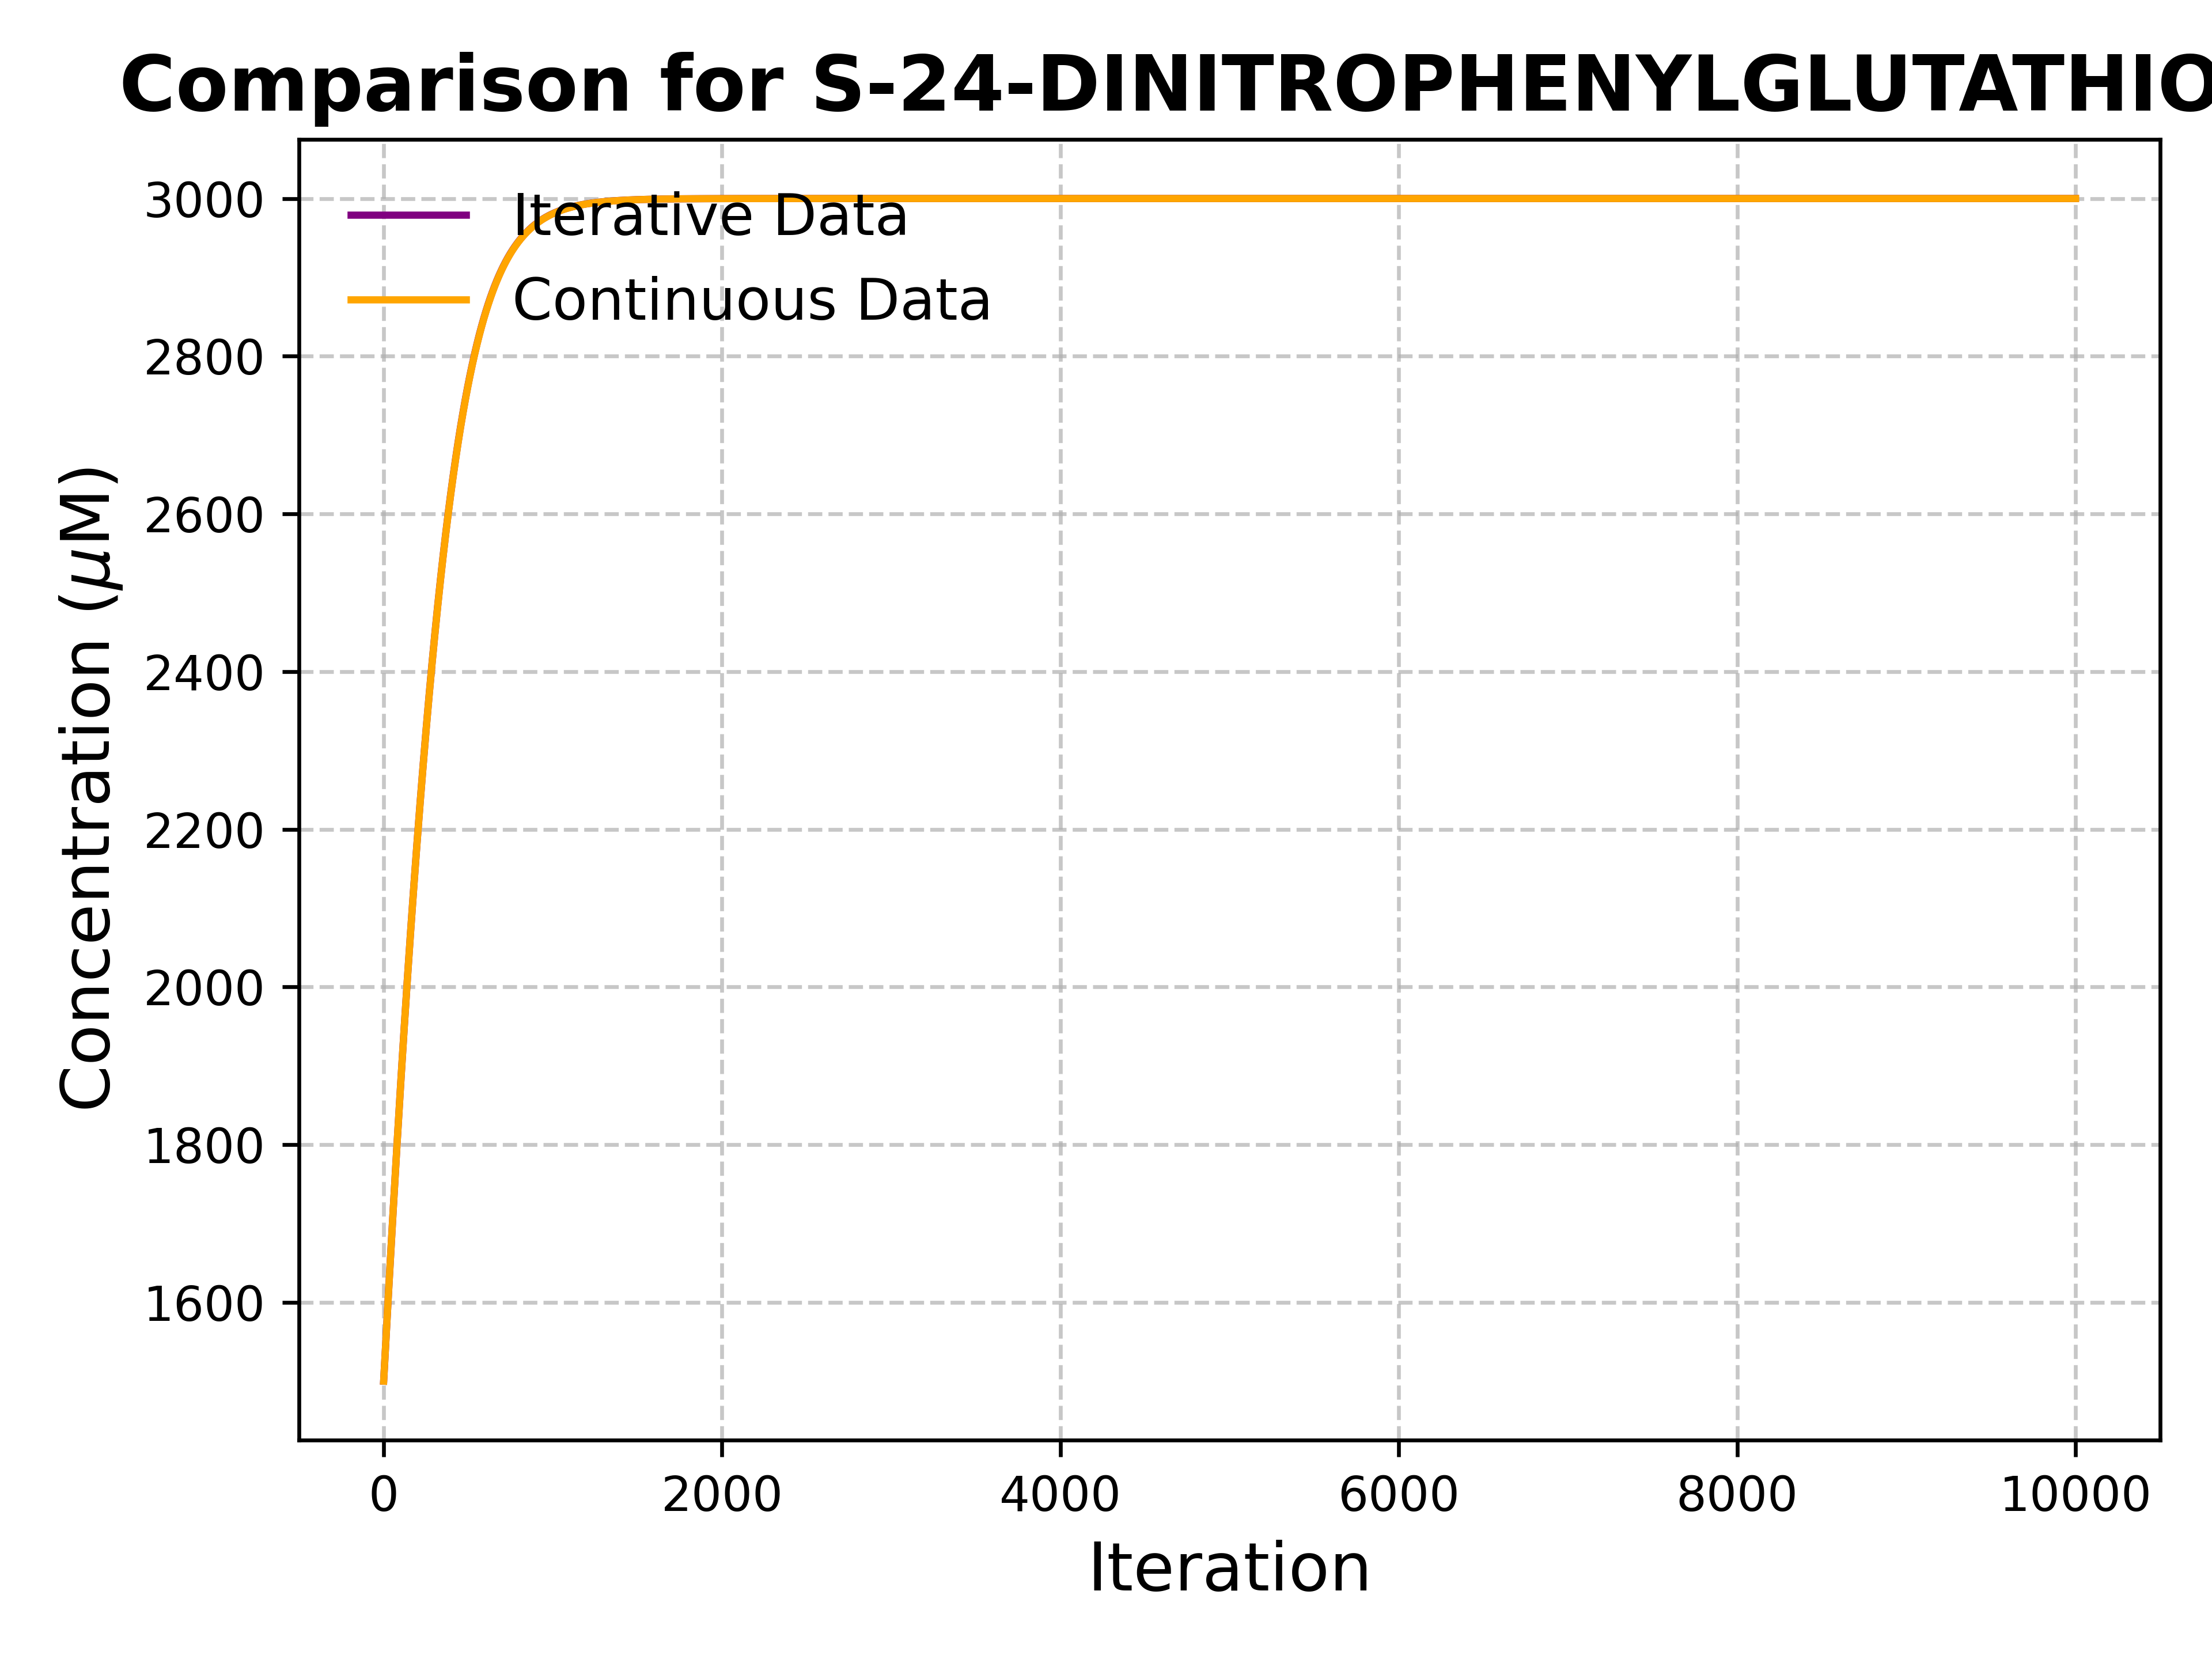 Comparison for S-24-DINITROPHENYLGLUTATHIO
3000
2800
2600
2400
2200
2000
1800
1600
Concentration (μM)
Iterative Data
Continuous Data
0 2000 4000 6000 8000 10000
Iteration